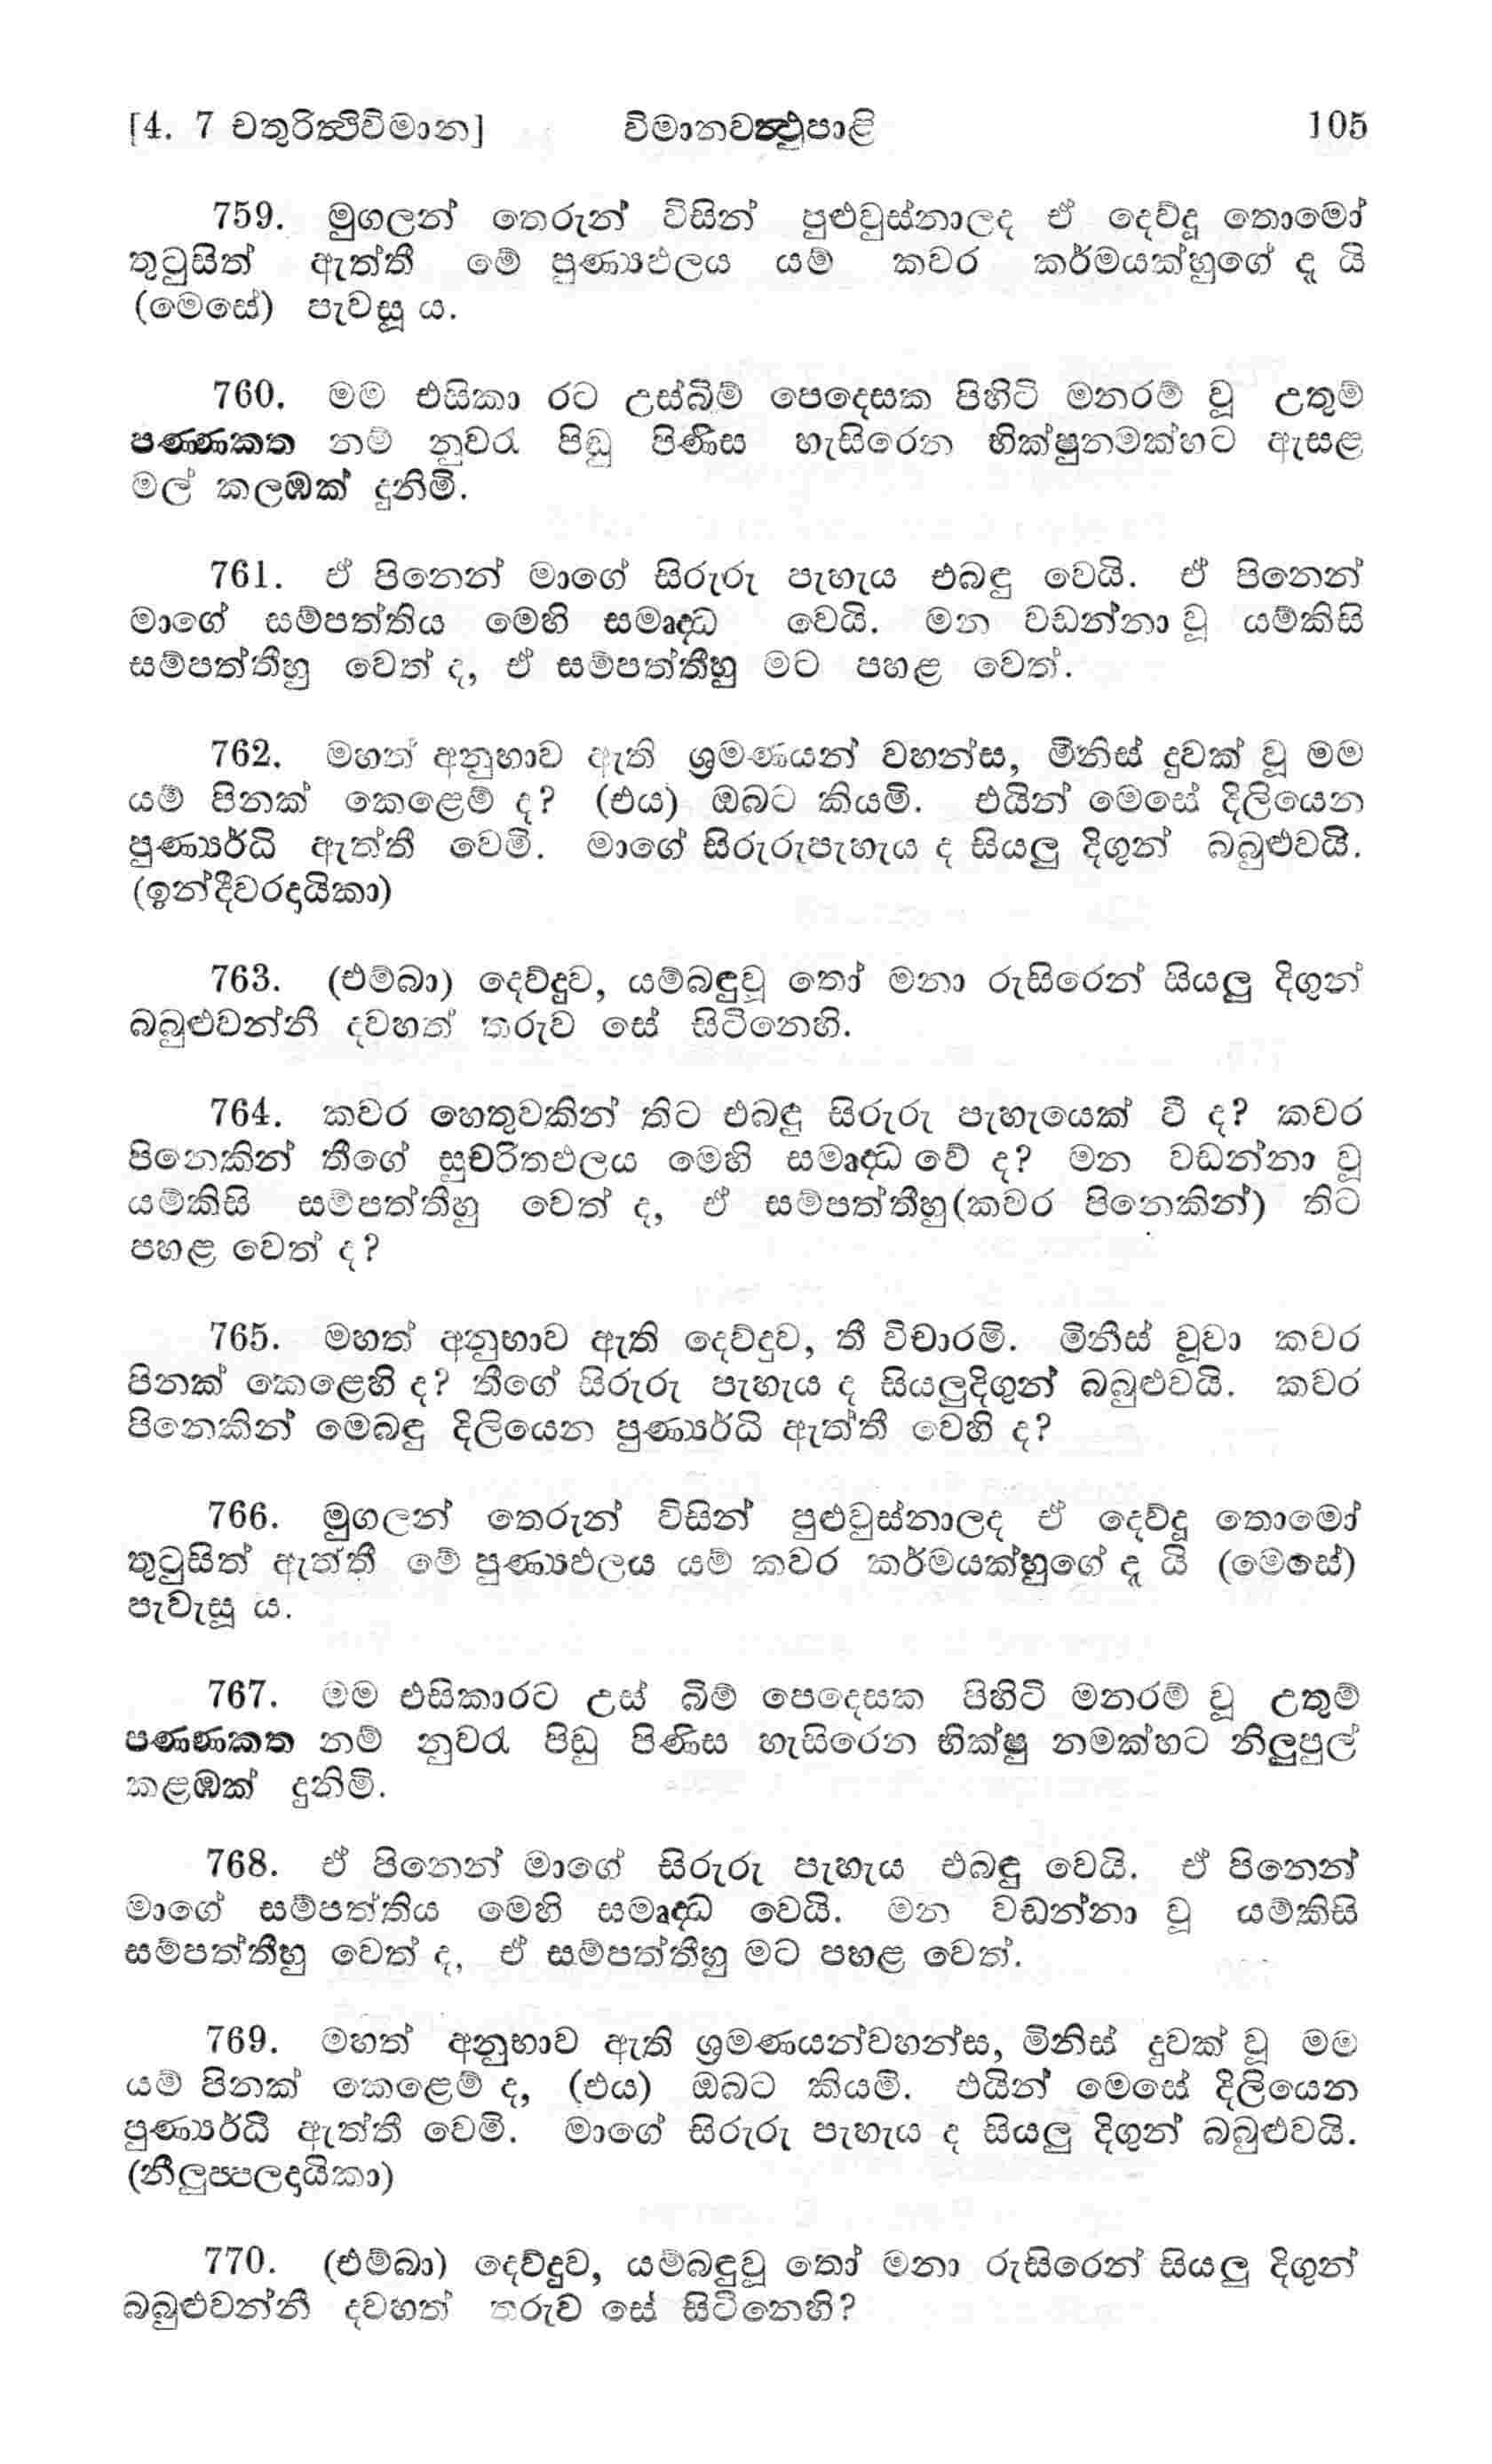 [4. 7 චතුරිත්‍ථිවිමාන] විමානවත්‍ථුපාළි 105
759. මුගලන් තෙරුන් විසින් පුළුවුස්නාලද ඒ දෙව්දූ තොමෝ
තුටුසිත් ඇත්තී මේ පුණ්‍යඵලය යම් කවර කර්මයක්හුගේ දැ යි
(මෙසේ) පැවසූ ය.
760. මම එසිකා රට උස්බිම් පෙදෙසක පිහිටි මනරම් වූ උතුම්
පණ්ණකත නම් නුවරැ පිඬු පිණිස හැසිරෙන භික්ෂුනමක්හට ඇසළ
මල් කලඹක් දුනිමි.
761. ඒ පිනෙන් මාගේ සිරුරු පැහැය එබඳු වෙයි. ඒ පිනෙන්
මාගේ සම්පත්තිය මෙහි සමෘද්ධ වෙයි. මන වඩන්නා වූ යම්කිසි
සම්පත්තීහු වෙත් ද, ඒ සම්පත්තීහු මට පහළ වෙත්.
762. මහත් අනුභාව ඇති ශ්‍රමණයන් වහන්ස, මිනිස් දුවක් වූ මම
යම් පිනක් කෙළෙම් ද? (එය) ඔබට කියමි. එයින් මෙසේ දිලියෙන
පුණ්‍යර්ධි ඇත්තී වෙමි. මාගේ සිරුරුපැහැය ද සියලු දිගුන් බබුළුවයි.
(ඉන්දීවරදායිකා)
763. (එම්බා) දෙව්දුව, යම්බඳුවූ තෝ මනා රුසිරෙන් සියලු දිගුන්
බබුළුවන්නී දවහත් තරුව සේ සිටිනෙහි.
764. කවර හෙතුවකින් තිට එබඳු සිරුරු පැහැයෙක් වී ද? කවර
පිනෙකින් තීගේ සුචරිතඵලය මෙහි සමෘද්ධ වේ ද? මන වඩන්නා වූ
යම්කිසි සම්පත්තීහු වෙත් ද, ඒ සම්පත්තීහු(කවර පිනෙකින්) තිට
පහළ වෙත් ද?
765. මහත් අනුභාව ඇති දෙව්දුව, තී විචාරමි. මිනීස් වූවා කවර
පිනක් කෙළෙහි ද? තීගේ සිරුරු පැහැය ද සියලුදිගුන් බබුළුවයි. කවර
පිනෙකින් මෙබඳු දිලියෙන පුණ්‍යර්ධි ඇත්තී වෙහි ද?
766. මුගලන් තෙරුන් විසින් පුළුවුස්නාලද ඒ දෙව්දූ තොමෝ
තුටුසිත් ඇත්තී මේ පුණ්‍යඵලය යම් කවර කර්මයක්හුගේ දැ යි (මෙසේ)
පැවැසූ ය.
767. මම එසිකාරට උස් බිම් පෙදෙසක පිහිටි මනරම් වූ උතුම්
පණ්ණකත නම් නුවරැ පිඬු පිණිස හැසිරෙන භික්ෂු නමක්හට නිලුපුල්
කළඹක් දුනිමි.
768. ඒ පිනෙන් මාගේ සිරුරු පැහැය එබඳු වෙයි. ඒ පිනෙන්
මාගේ සම්පත්තිය මෙහි සමෘද්ධ වෙයි. මන වඩන්නා වූ යම්කිසි
සම්පත්තීහු වෙත් ද, ඒ සම්පත්තීහු මට පහළ වෙත්.
769. මහත් අනුභාව ඇති ශ්‍රමණයන්වහන්ස, මිනිස් දුවක් වූ මම
යම් පිනක් කෙළෙම් ද, (එය) ඔබට කියමි. එයින් මෙසේ දිලියෙන
පුණ්‍යර්ධි ඇත්තී වෙමි. මාගේ සිරුරු පැහැය ද සියලු දිගුන් බබුළුවයි.
(නීලුප්පලදායිකා)
770. (එම්බා) දෙව්දුව, යම්බඳුවූ තෝ මනා රුසිරෙන් සියලු දිගුන්
බබුළුවන්නී දවහත් තරුව සේ සිටිනෙහි?